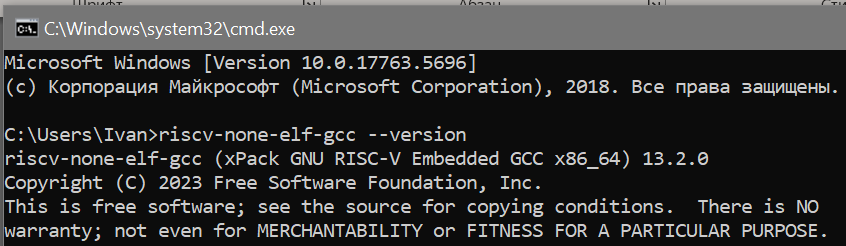 Шрифт Абзац
C:\Windows\system32\cmd.exe
Microsoft Windows [Version 10.0.17763.5696]
(c) Корпорация Майкрософт (Microsoft Corporation), 2018. Все права защищены.
C:\Users\Ivan>riscv-none-elf-gcc --version
riscv-none-elf-gcc (xPack GNU RISC-V Embedded GCC x86_64) 13.2.0
Copyright (C) 2023 Free Software Foundation, Inc.
This is free software; see the source for copying conditions.  There is NO
warranty; not even for MERCHANTABILITY or FITNESS FOR A PARTICULAR PURPOSE.